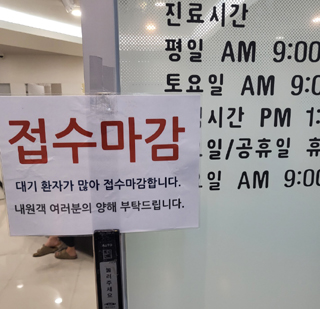 진료시간
평일 AM 9:00
토요일 AM 9:0
시간 PM 1:
일/공휴일 휴
일 AM 9:00
접수마감
대기 환자가 많아 접수마감합니다.
내원객 여러분의 양해 부탁드립니다.